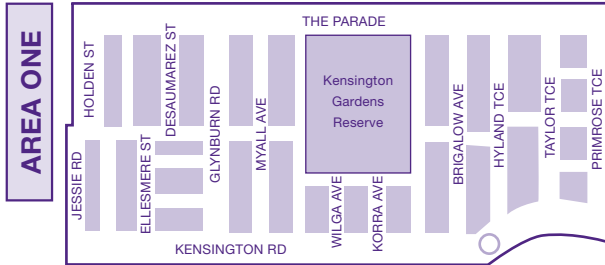 AREA ONE
THE PARADE
HOLDEN ST
DESAUMAREZ ST
GLYNBURN RD
MYALL AVE
Kensington
Gardens
Reserve
BRIGALOW AVE
HYLAND TCE
TAYLOR TCE
PRIMROSE TCE
JESSIE RD
ELLESMERE ST
WILGA AVE
KORRA AVE
KENSINGTON RD